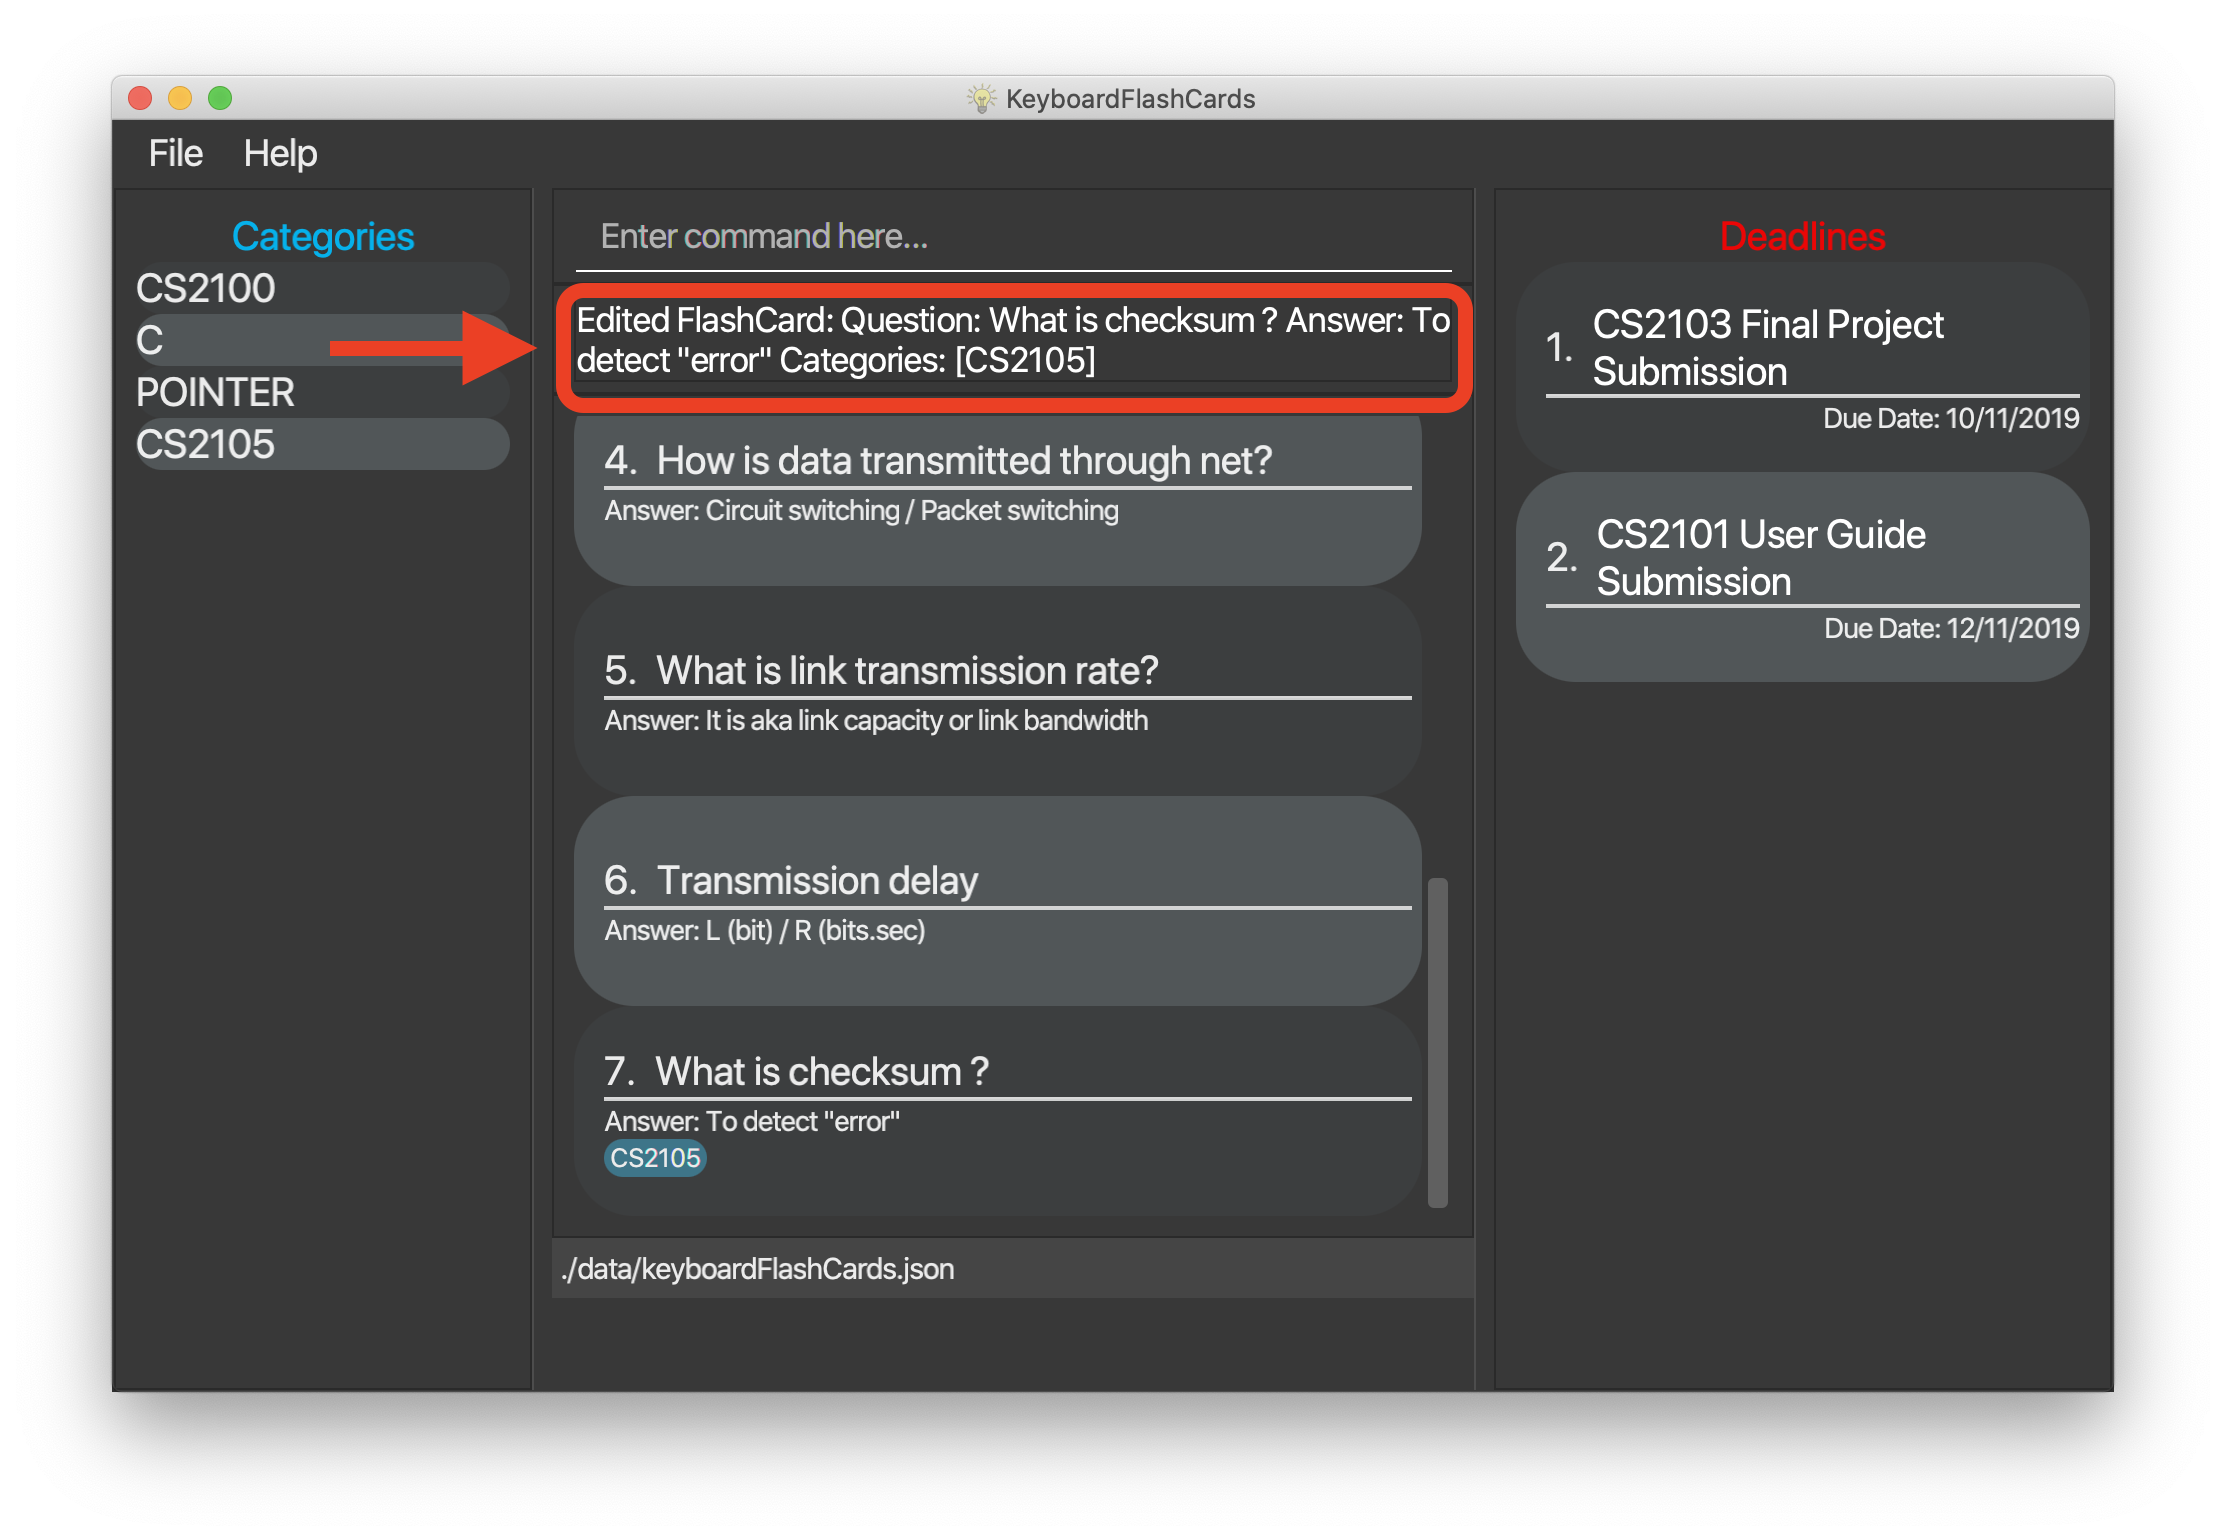 KeyboardFlashCards
File Help
Categories
CS2100
C
POINTER
CS2105
Enter command here...
Edited FlashCard: Question: What is checksum ? Answer: To
detect "error" Categories: [CS2105]
4. How is data transmitted through net?
Answer: Circuit switching / Packet switching
5. What is link transmission rate?
Answer: It is aka link capacity or link bandwidth
6. Transmission delay
Answer: L (bit) / R (bits.sec)
7. What is checksum ?
Answer: To detect "error"
CS2105
./data/keyboardFlashCards.json
Deadlines
1. CS2103 Final Project
Submission
Due Date: 10/11/2019
2. CS2101 User Guide
Submission
Due Date: 12/11/2019